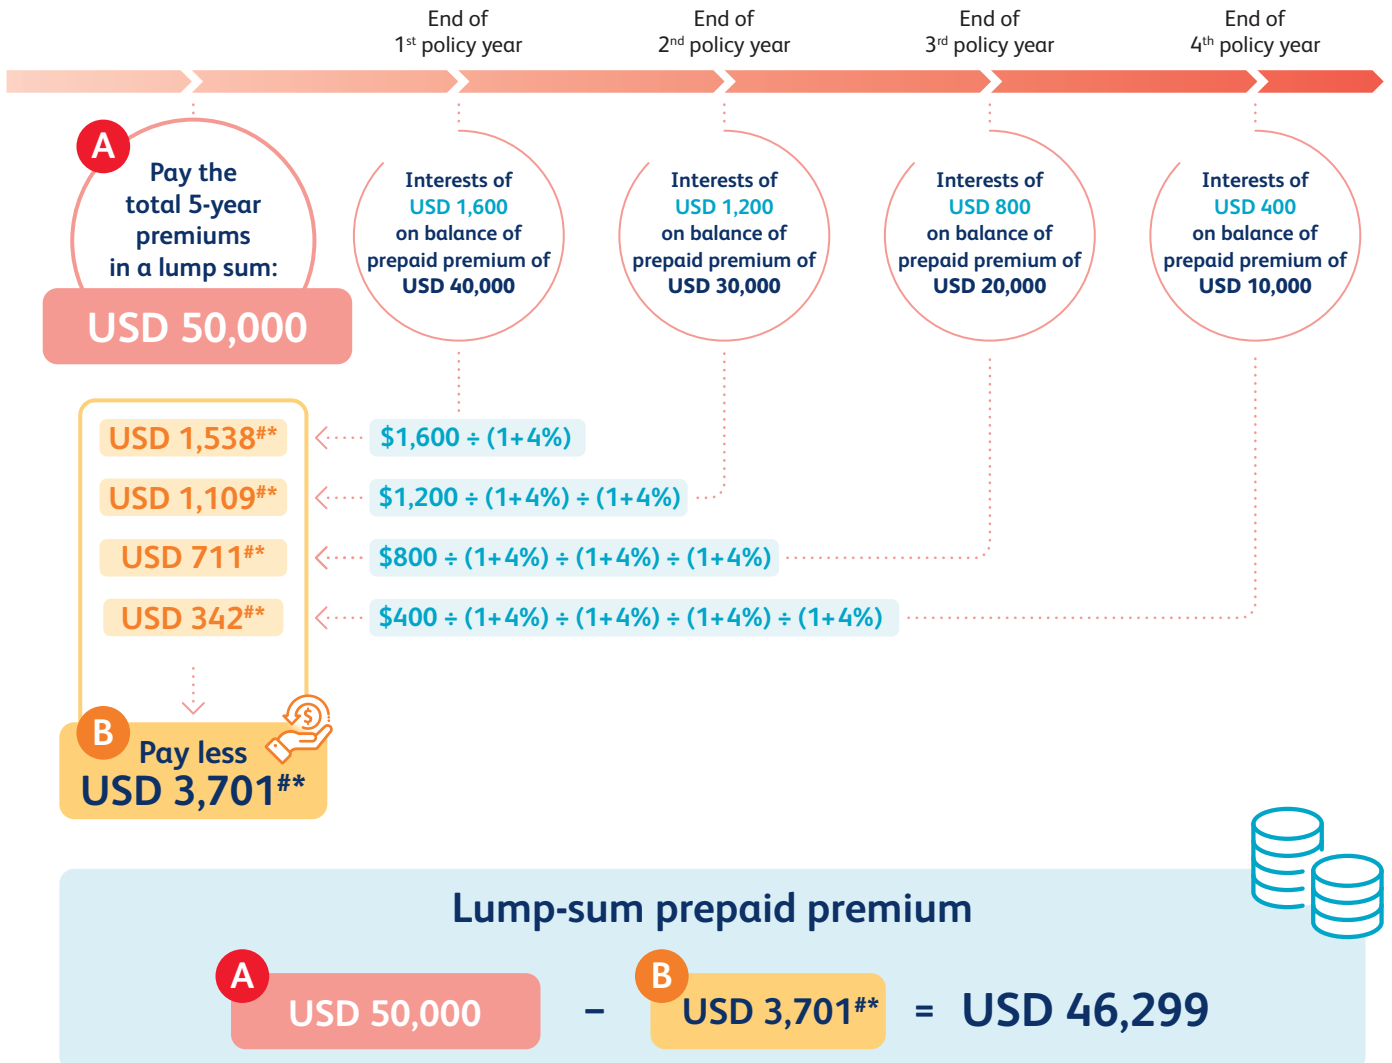 End of
1st policy year
End of
2nd policy year
End of
3rd policy year
End of
4th policy year
A
Pay the
total 5-year
premiums
in a lump sum:
USD 50,000
Interests of
USD 1,600
on balance of
prepaid premium of
USD 40,000
Interests of
USD 1,200
on balance of
prepaid premium of
USD 30,000
Interests of
USD 800
on balance of
prepaid premium of
USD 20,000
Interests of
USD 400
on balance of
prepaid premium of
USD 10,000
USD 1,538#*
$1,600 ÷ (1+4%)
USD 1,109#*
$1,200 ÷ (1+4%) ÷ (1+4%)
USD 711#*
$800 ÷ (1+4%) ÷ (1+4%) ÷ (1+4%)
USD 342#*
$400 ÷ (1+4%) ÷ (1+4%) ÷ (1+4%) ÷ (1+4%)
B
$
Pay less
USD 3,701#*
Lump-sum prepaid premium
A
USD 50,000
–
B
USD 3,701#*
= USD 46,299